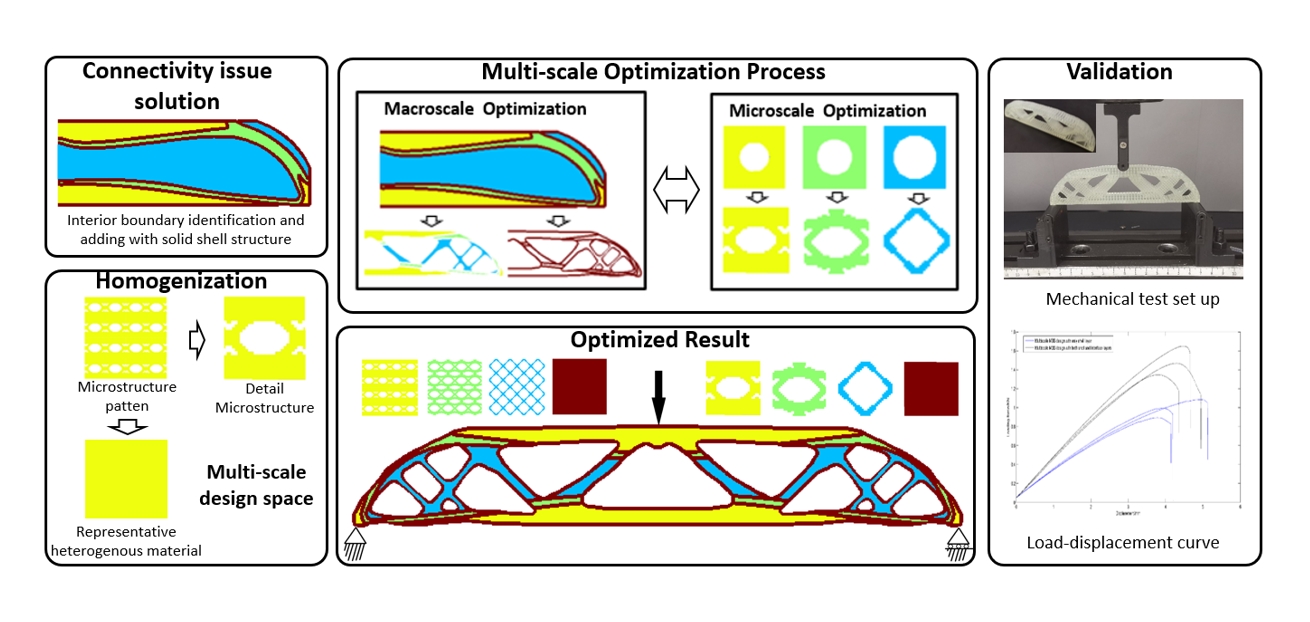 Connectivity issue
solution
Interior boundary identification and
adding with solid shell structure
Homogenization
Microstructure
patten
Detail
Microstructure
Multi-scale
design space
Representative
heterogenous material
Multi-scale Optimization Process
Macroscale Optimization
Microscale Optimization
Optimized Result
Validation
Mechanical test set up
Load-displacement curve